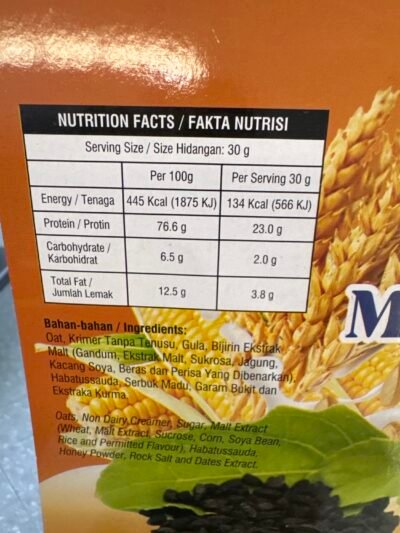 NUTRITION FACTS / FAKTA NUTRISI
Serving Size / Size Hidangan: 30 g
Per 100g Per Serving 30 g
Energy / Tenaga 445 Kcal (1875 KJ) 134 Kcal (566 KJ)
Protein / Protin 76.6 g 23.0 g
Carbohydrate /
Karbohidrat 6.5 g 2.0 g
Total Fat /
Jumlah Lemak 12.5 g 3.8 g
Bahan-bahan / Ingredients:
Oat, Krimer Tanpa Tenusu, Gula, Bijirin Ekstrak
Malt (Gandum, Ekstrak Malt, Sukrosa, Jagung,
Kacang Soya, Beras dan Perisa Yang Dibenarkan),
Habatussauda, Serbuk Madu, Garam Bukit dan
Ekstraka Kurma.
Oats, Non Dairy Creamer, Sugar, Malt Extract
(Wheat, Malt Extract, Sucrose, Corn, Soya Bean,
Rice and Permitted Flavour), Habatussauda,
Honey Powder, Rock Salt and Dates Extract.
M